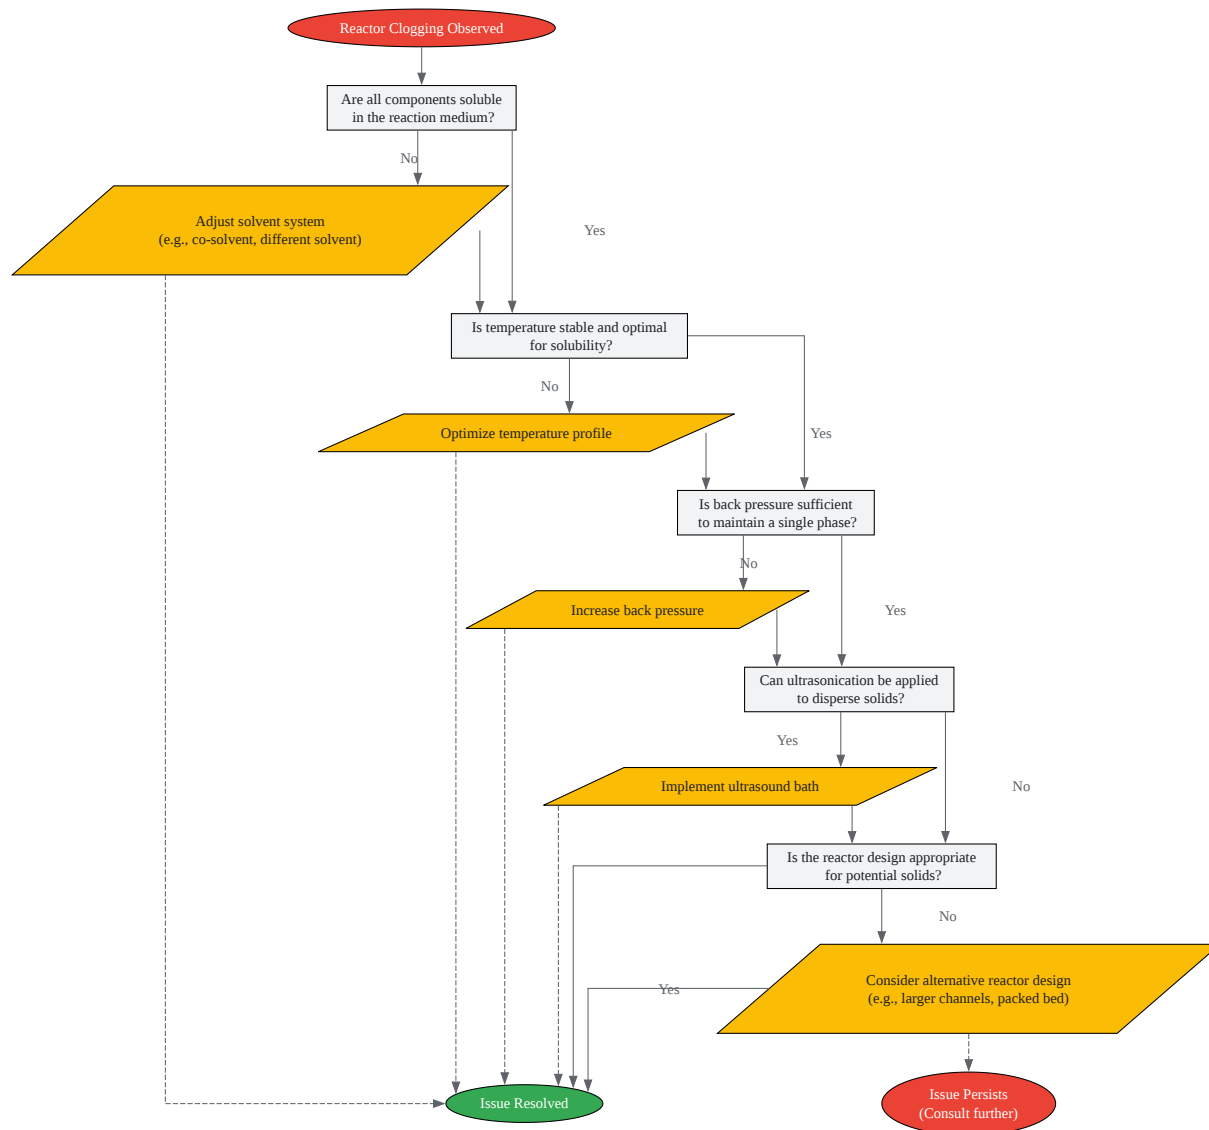 Reactor Clogging Observed
Are all components soluble
in the reaction medium?
No
Adjust solvent system
(e.g., co-solvent, different solvent)
Yes
Is temperature stable and optimal
for solubility?
No
Optimize temperature profile
Yes
Is back pressure sufficient
to maintain a single phase?
No
Increase back pressure
Yes
Can ultrasonication be applied
to disperse solids?
Yes
Implement ultrasound bath
No
Is the reactor design appropriate
for potential solids?
No
Consider alternative reactor design
(e.g., larger channels, packed bed)
Yes
Issue Resolved
Issue Persists
(Consult further)